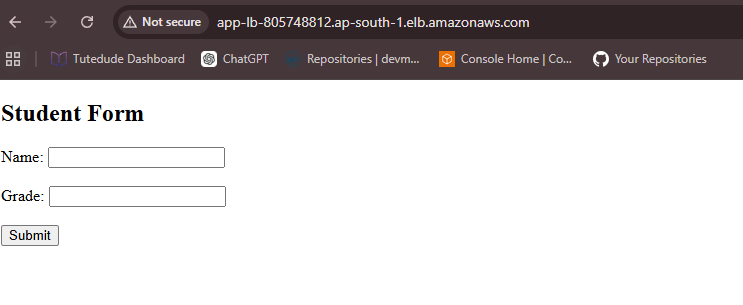 Not secure app-lb-805748812.ap-south-1.elb.amazonaws.com
Tutedude Dashboard ChatGPT Repositories | devm... Console Home | Co... Your Repositories
Student Form
Name:
Grade:
Submit